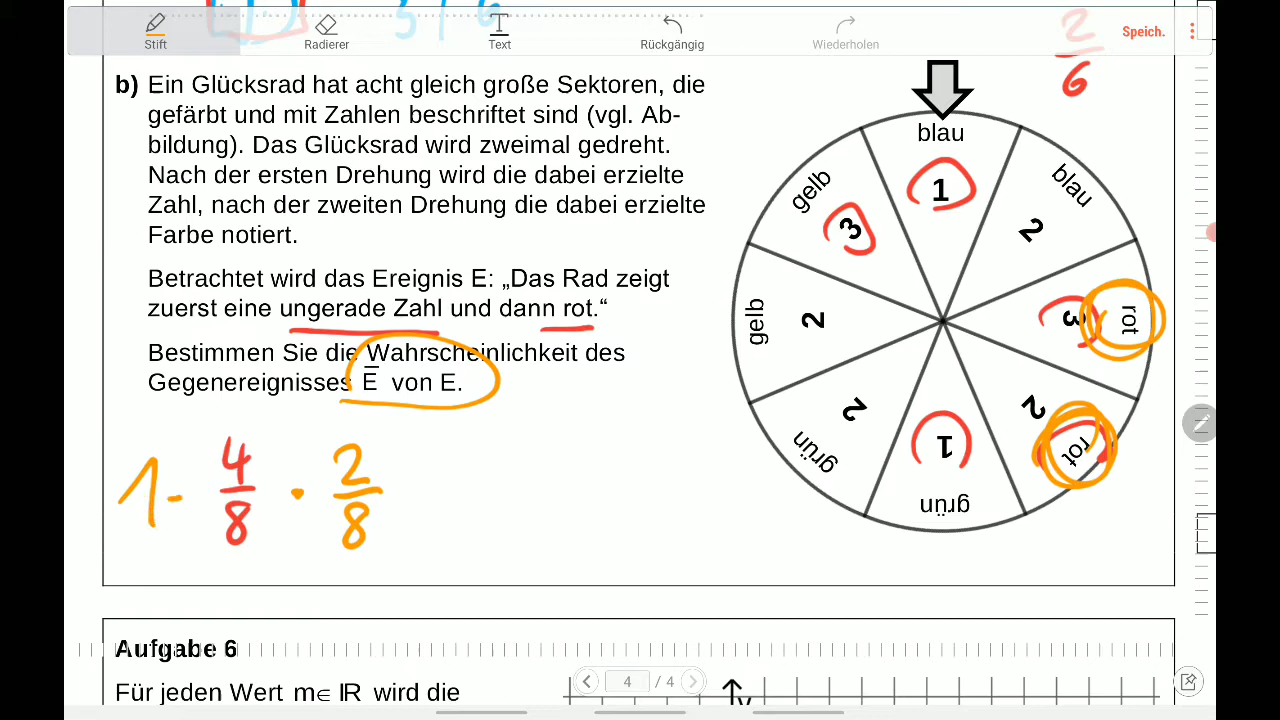 Stift Radierer Text Rückgängig Wiederholen Speich.
2
6
b) Ein Glücksrad hat acht gleich große Sektoren, die
gefärbt und mit Zahlen beschriftet sind (vgl. Ab-
bildung). Das Glücksrad wird zweimal gedreht.
Nach der ersten Drehung wird die dabei erzielte
Zahl, nach der zweiten Drehung die dabei erzielte
Farbe notiert.
Betrachtet wird das Ereignis E: „Das Rad zeigt
zuerst eine ungerade Zahl und dann rot.“
Bestimmen Sie die Wahrscheinlichkeit des
Gegenereignisses E̅ von E.
blau
1
blau
2
rot
3
rot
2
grün
1
grün
2
gelb
2
gelb
3
1 - 4/8 · 2/8
Aufgabe 6
Für jeden Wert m∈ IR wird die
y
4 / 4